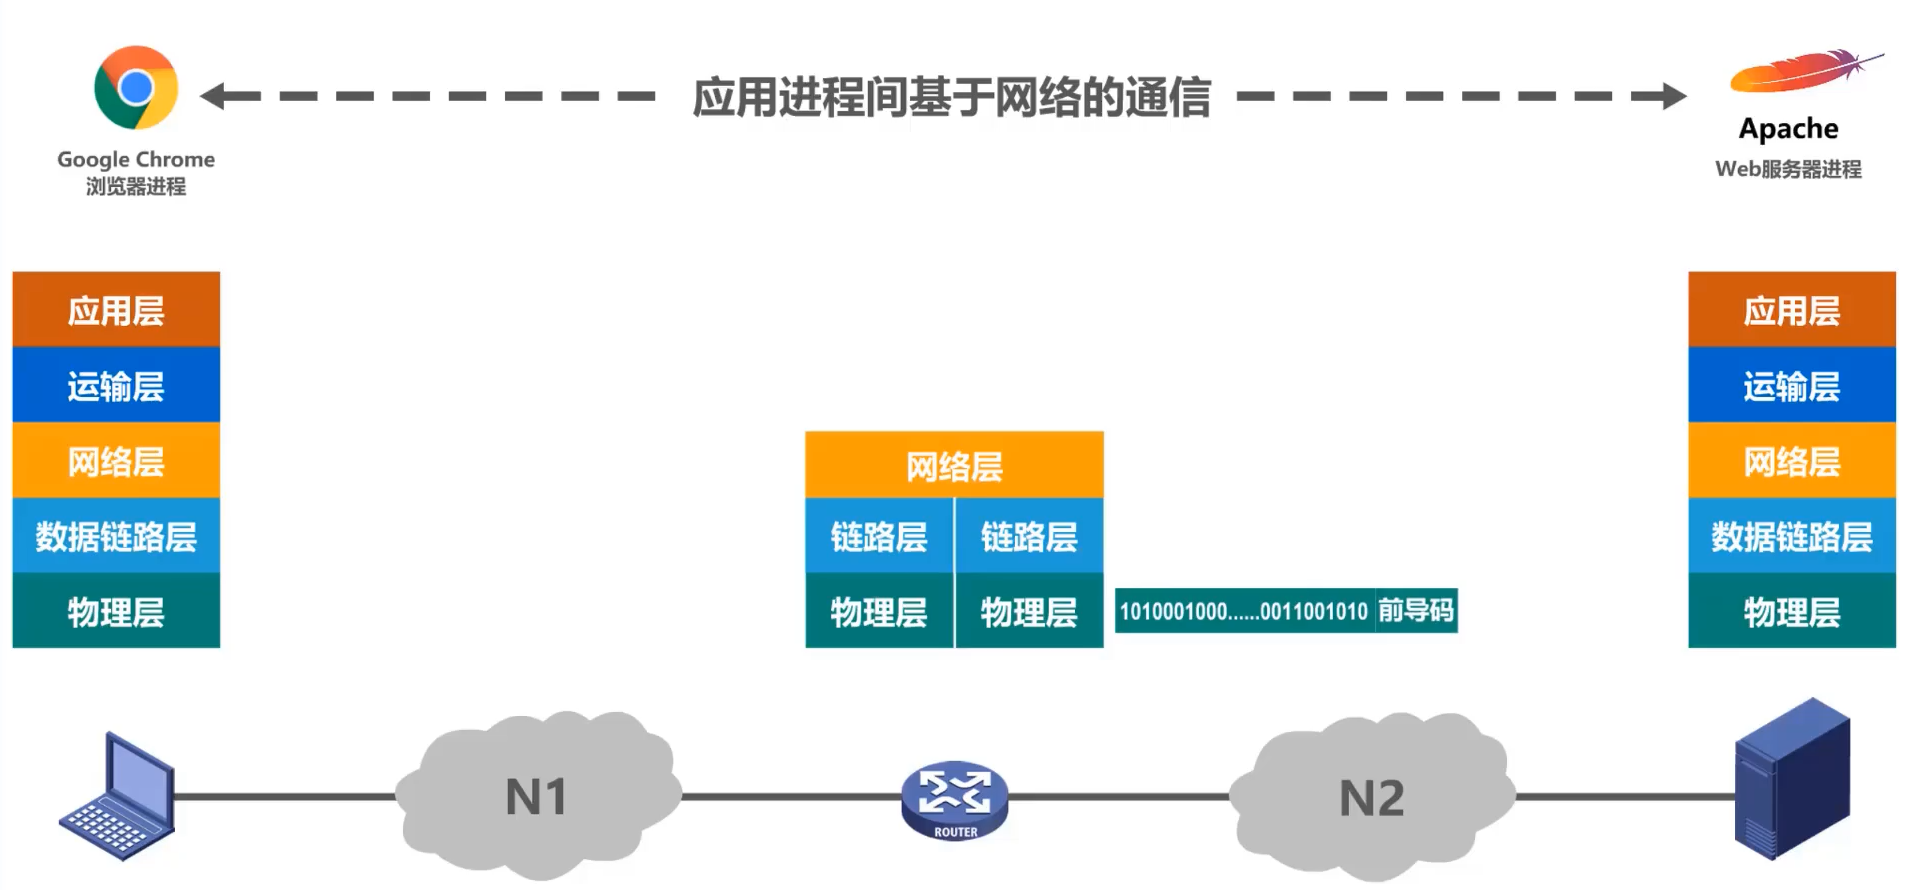 应用进程间基于网络的通信
Google Chrome
浏览器进程
Apache
Web服务器进程
应用层
运输层
网络层
数据链路层
物理层
网络层
链路层
链路层
物理层
物理层
1010001000......0011001010 前导码
应用层
运输层
网络层
数据链路层
物理层
N1
ROUTER
N2